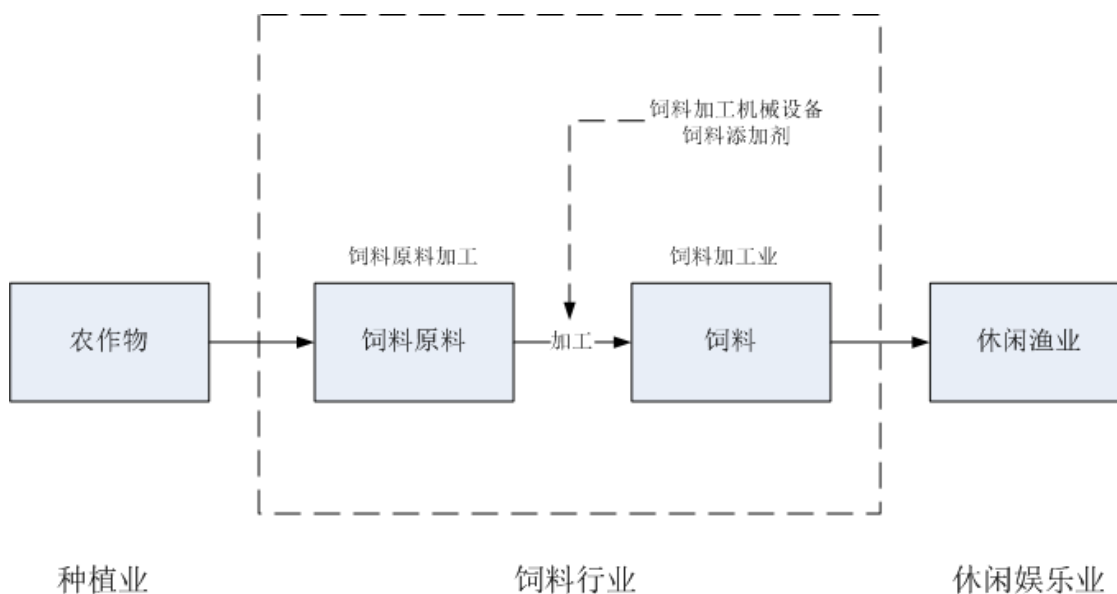 饲料加工机械设备
饲料添加剂
饲料原料加工
饲料加工业
农作物
饲料原料
加工
饲料
休闲渔业
种植业
饲料行业
休闲娱乐业